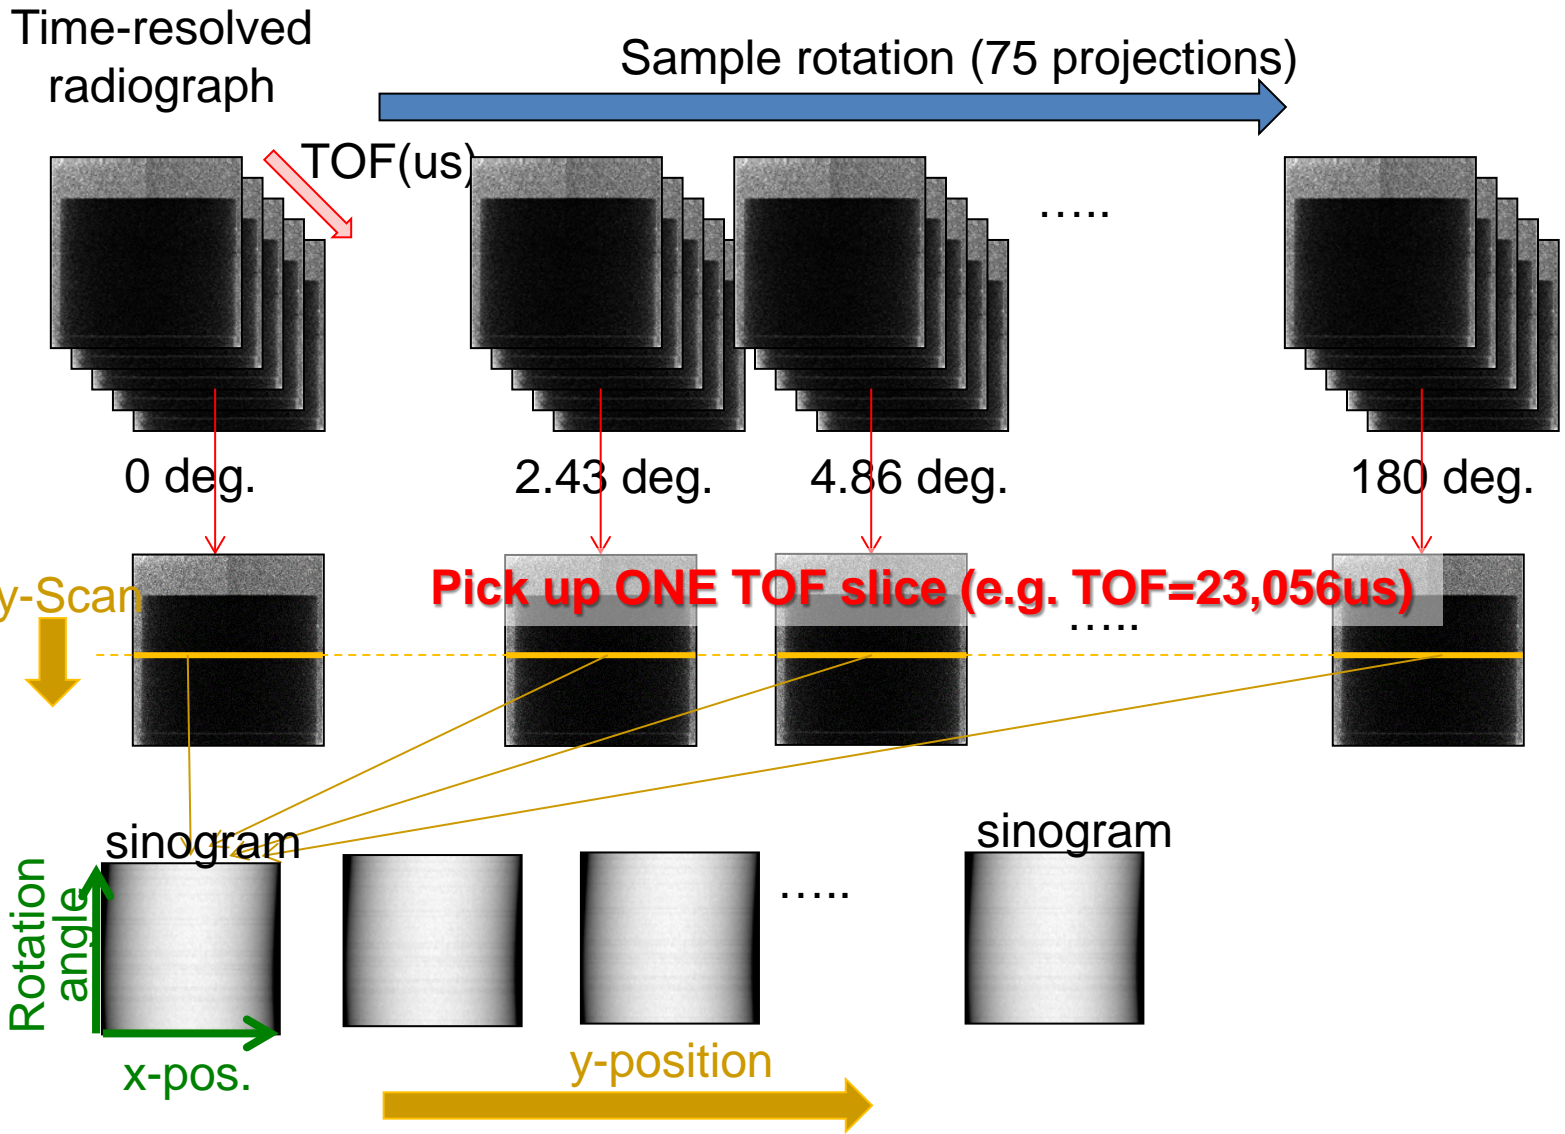 Time-resolved
radiograph
Sample rotation (75 projections)
TOF(us)
…..
0 deg.
2.43 deg.
4.86 deg.
180 deg.
y-Scan
Pick up ONE TOF slice (e.g. TOF=23,056us)
…..
sinogram
sinogram
…..
Rotation
angle
x-pos.
y-position